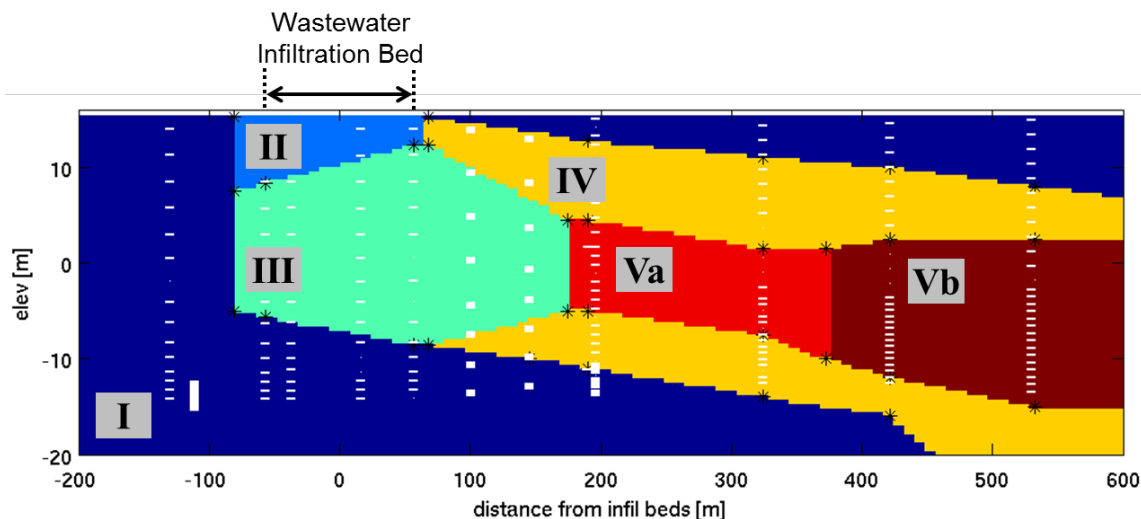 Wastewater
Infiltration Bed
II
IV
III
Va
Vb
I
10
0
-10
-20
elev [m]
-200
-100
0
100
200
300
400
500
600
distance from infil beds [m]